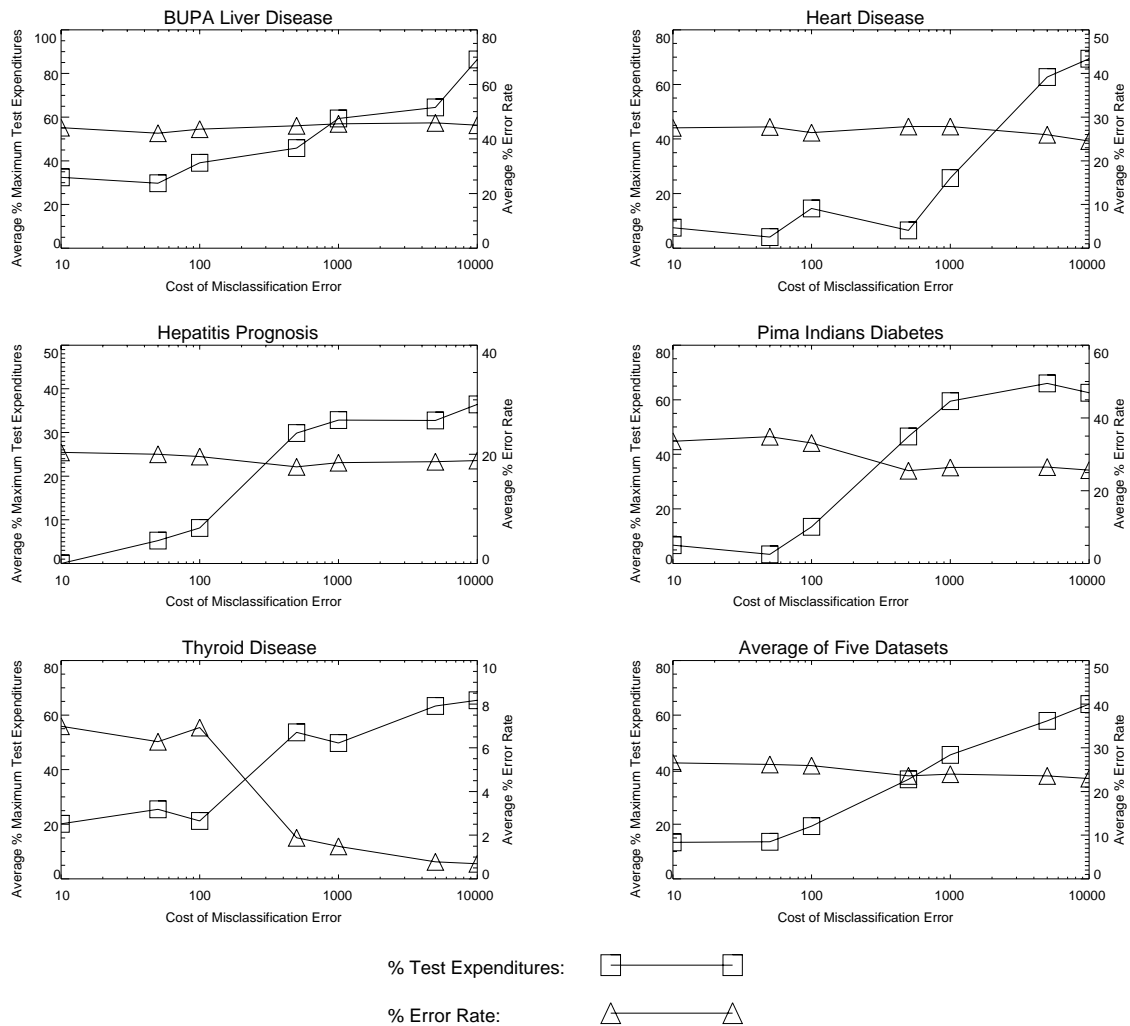 BUPA Liver Disease
Average % Maximum Test Expenditures
100
80
60
40
20
0
80
60
40
20
0
Average % Error Rate
10 100 1000 10000
Cost of Misclassification Error
Heart Disease
Average % Maximum Test Expenditures
80
60
40
20
0
50
40
30
20
10
0
Average % Error Rate
10 100 1000 10000
Cost of Misclassification Error
Hepatitis Prognosis
Average % Maximum Test Expenditures
50
40
30
20
10
0
40
20
0
Average % Error Rate
10 100 1000 10000
Cost of Misclassification Error
Pima Indians Diabetes
Average % Maximum Test Expenditures
80
60
40
20
0
60
40
20
0
Average % Error Rate
10 100 1000 10000
Cost of Misclassification Error
Thyroid Disease
Average % Maximum Test Expenditures
80
60
40
20
0
10
8
6
4
2
0
Average % Error Rate
10 100 1000 10000
Cost of Misclassification Error
Average of Five Datasets
Average % Maximum Test Expenditures
80
60
40
20
0
50
40
30
20
10
0
Average % Error Rate
10 100 1000 10000
Cost of Misclassification Error
% Test Expenditures:
% Error Rate: